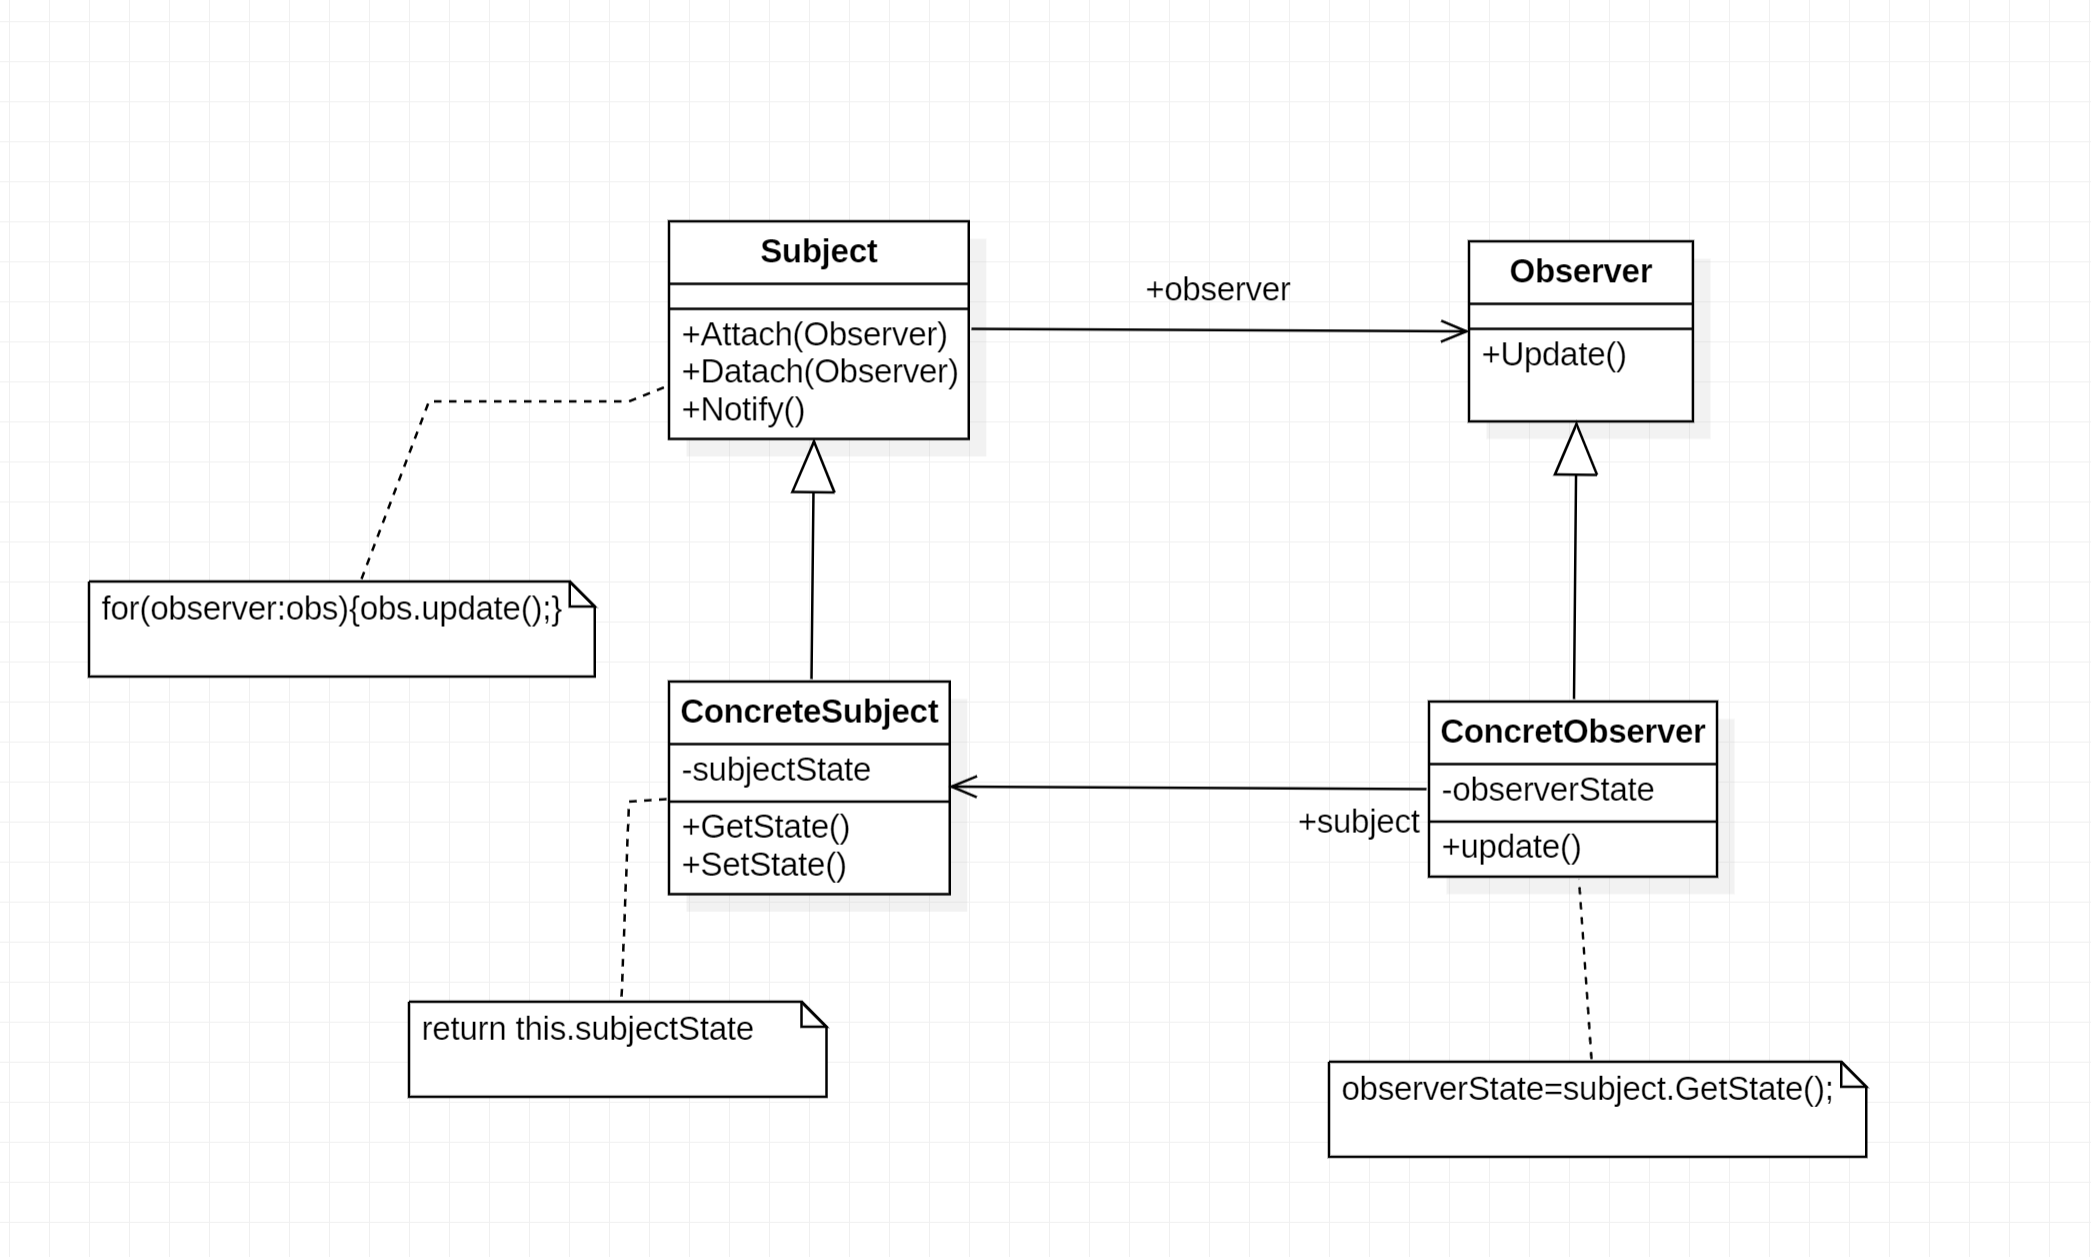 Subject
+Attach(Observer)
+Datach(Observer)
+Notify()
+observer
Observer
+Update()
for(observer:obs){obs.update();}
ConcreteSubject
-subjectState
+GetState()
+SetState()
+subject
ConcretObserver
-observerState
+update()
return this.subjectState
observerState=subject.GetState();